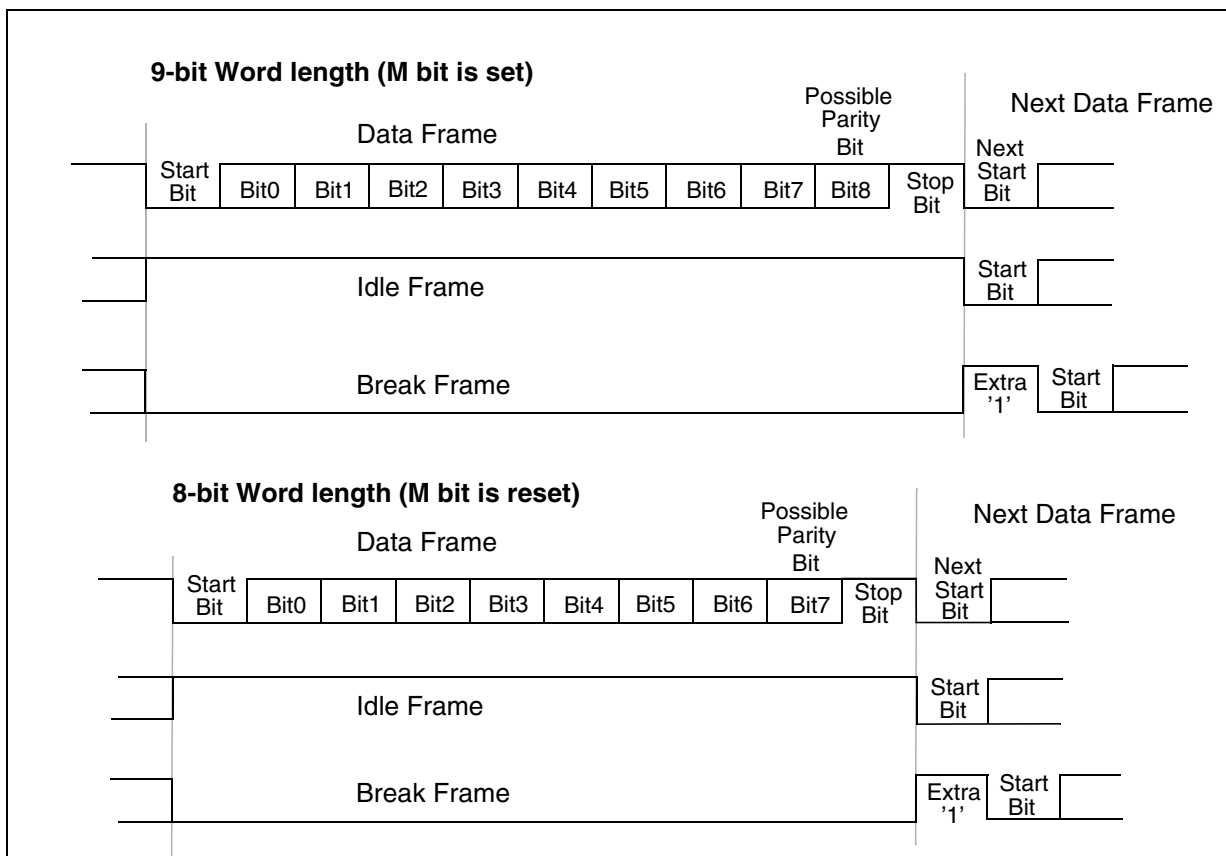 9-bit Word length (M bit is set)
Possible
Parity
Bit
Next Data Frame
Data Frame
Start
Bit
Bit0
Bit1
Bit2
Bit3
Bit4
Bit5
Bit6
Bit7
Bit8
Stop
Bit
Next
Start
Bit
Idle Frame
Start
Bit
Break Frame
Extra
'1'
Start
Bit
8-bit Word length (M bit is reset)
Possible
Parity
Bit
Next Data Frame
Data Frame
Start
Bit
Bit0
Bit1
Bit2
Bit3
Bit4
Bit5
Bit6
Bit7
Stop
Bit
Next
Start
Bit
Idle Frame
Start
Bit
Break Frame
Extra
'1'
Start
Bit